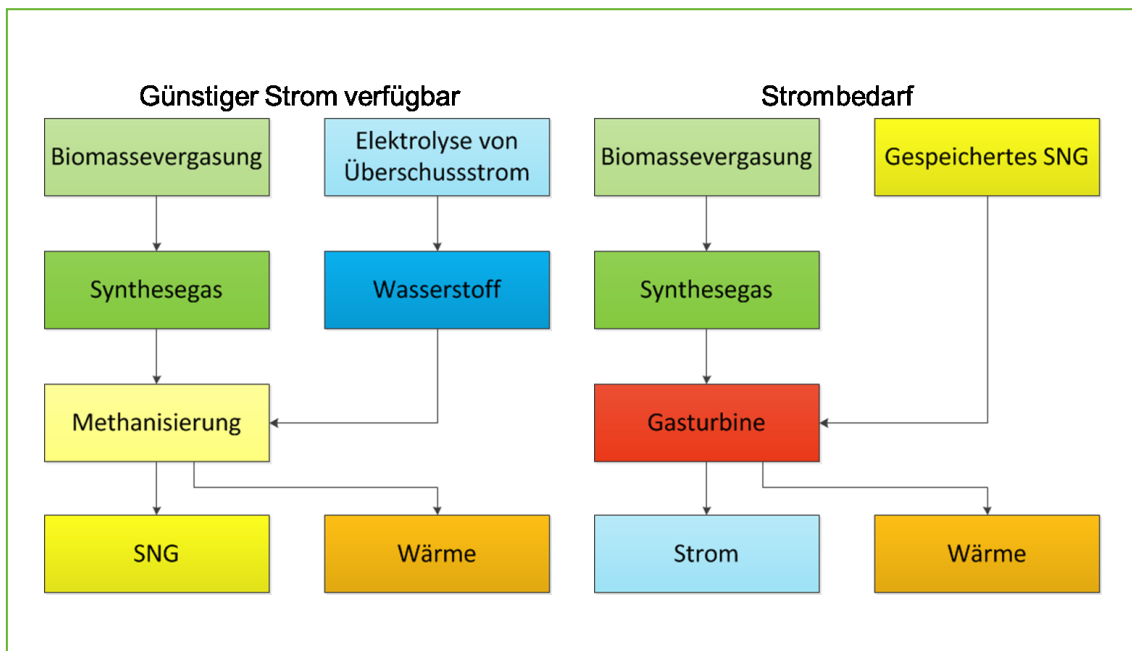 Günstiger Strom verfügbar
Biomassevergasung
Elektrolyse von
Überschussstrom
Synthesegas
Wasserstoff
Methanisierung
SNG
Wärme
Strombedarf
Biomassevergasung
Gespeichertes SNG
Synthesegas
Gasturbine
Strom
Wärme